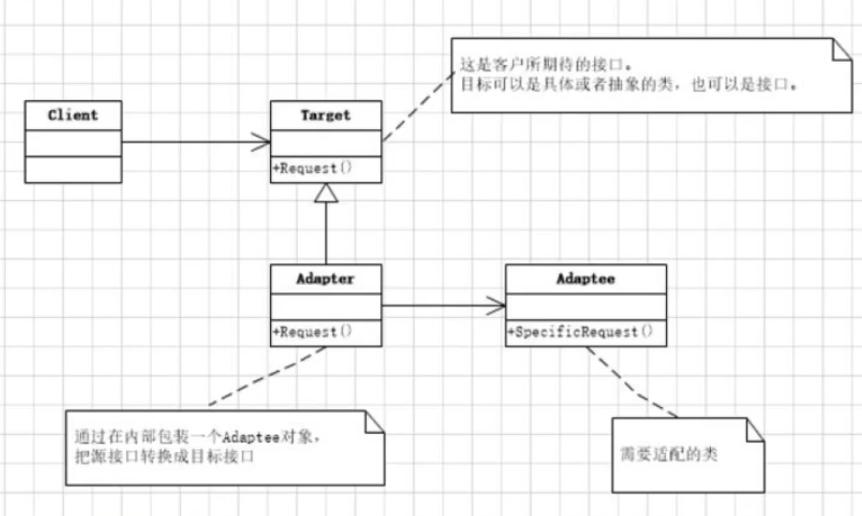 这是客户所期待的接口。
目标可以是具体或者抽象的类，也可以是接口。
Client
Target
+Request()
Adapter
+Request()
Adaptee
+SpecificRequest()
通过在内部包装一个Adaptee对象，
把源接口转换成目标接口
需要适配的类